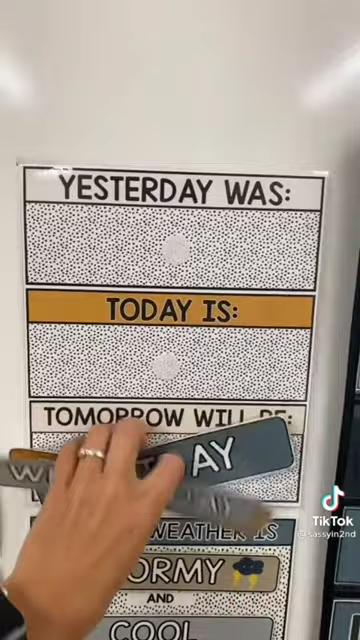 YESTERDAY WAS:
TODAY IS:
TOMORROW WILL BE:
AY
WEATHER IS
ORMY
AND
COOL
TikTok
@sassyin2nd